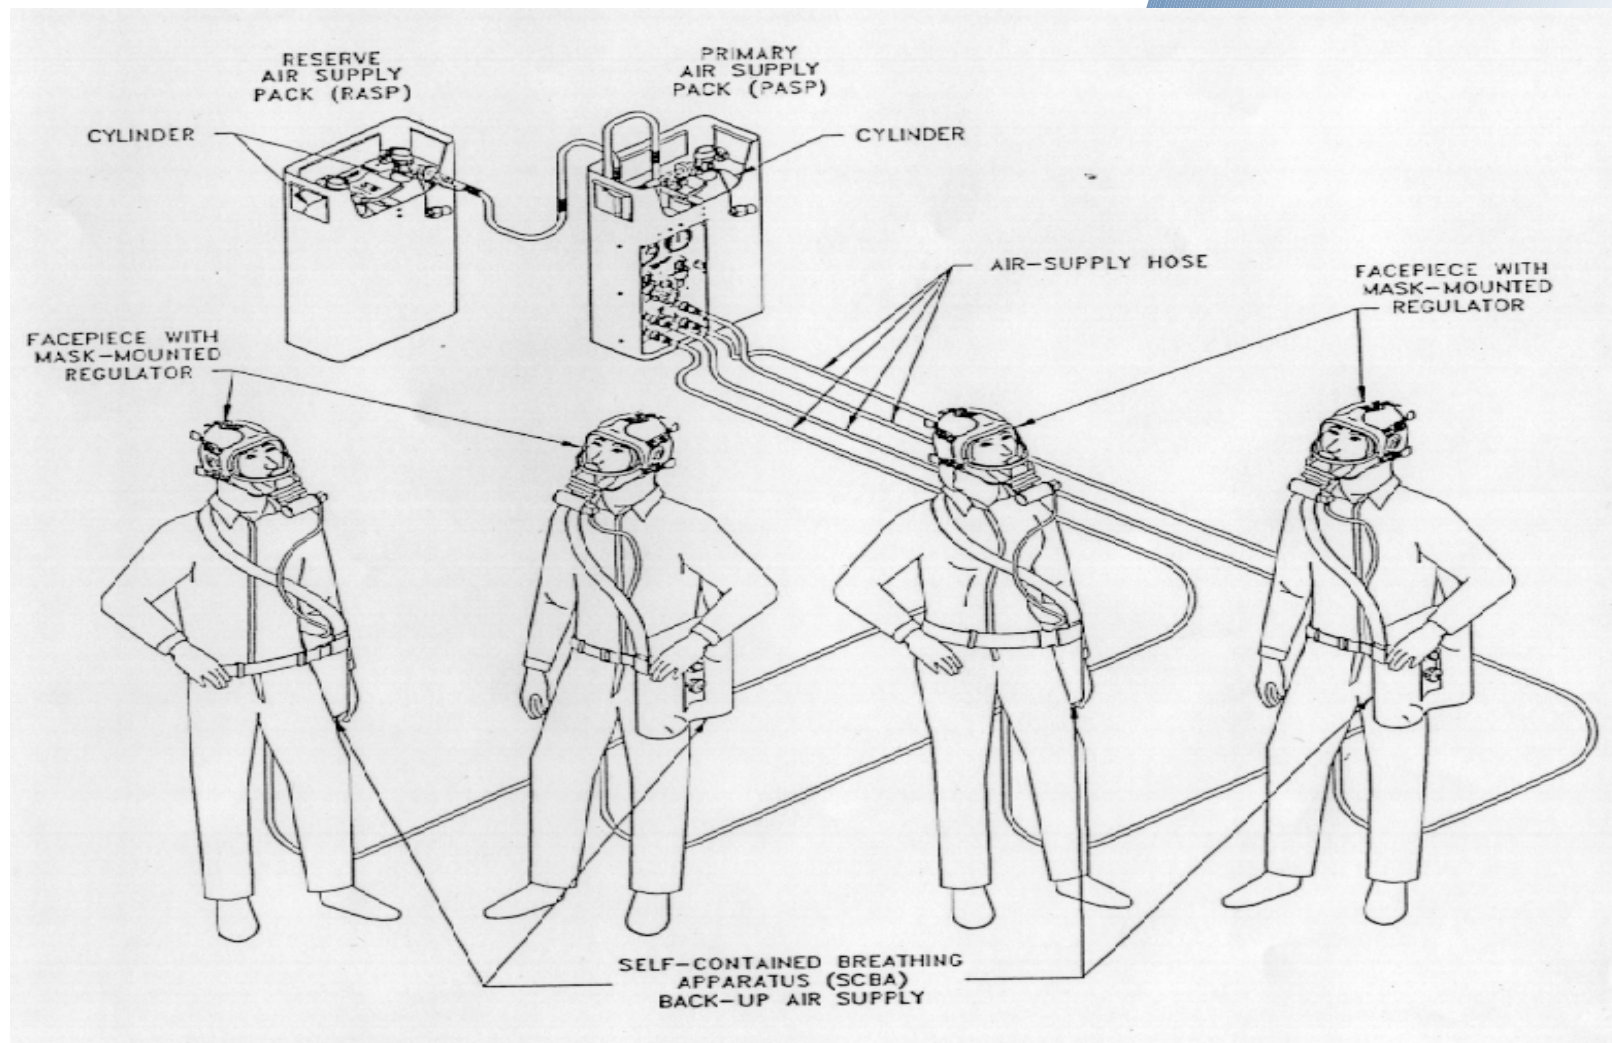 RESERVE
AIR SUPPLY
PACK (RASP)
PRIMARY
AIR SUPPLY
PACK (PASP)
CYLINDER
CYLINDER
AIR-SUPPLY HOSE
FACEPIECE WITH
MASK-MOUNTED
REGULATOR
FACEPIECE WITH
MASK-MOUNTED
REGULATOR
SELF-CONTAINED BREATHING
APPARATUS (SCBA)
BACK-UP AIR SUPPLY